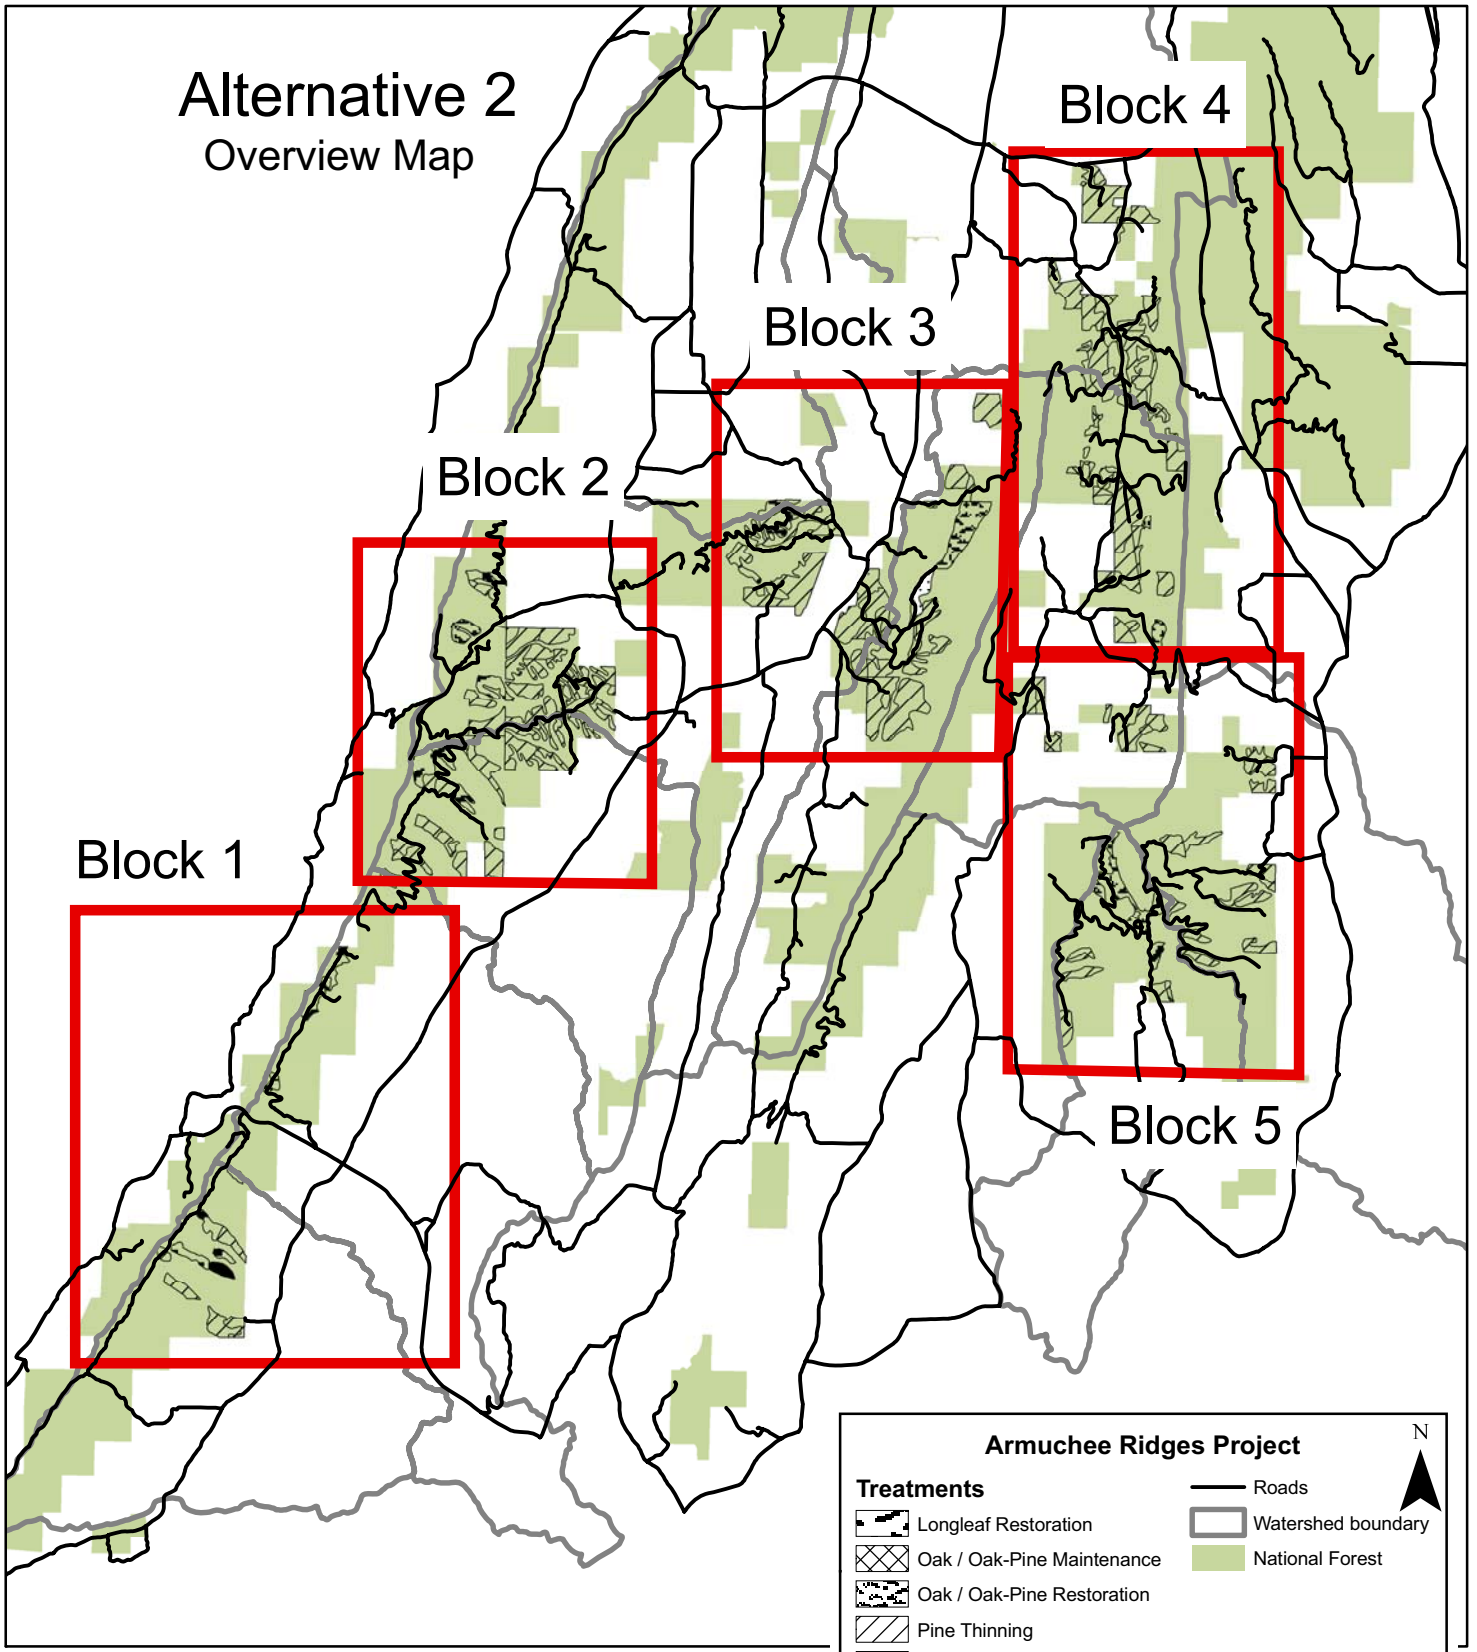 Alternative 2
Overview Map
Block 4
Block 3
Block 2
Block 1
Block 5
Armuchee Ridges Project
N
Treatments
Longleaf Restoration
Oak / Oak-Pine Maintenance
Oak / Oak-Pine Restoration
Pine Thinning
Roads
Watershed boundary
National Forest